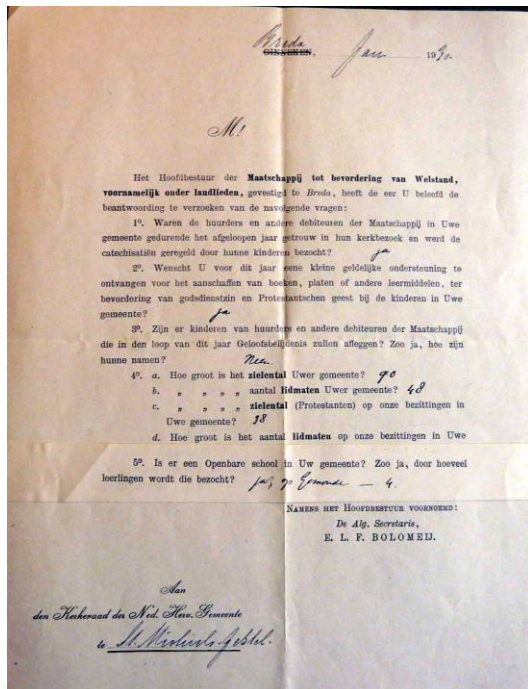 Breda
GINNEKEN, Jan 1930.
M!
Het Hoofdbestuur der Maatschappij tot bevordering van Welstand,
voornamelijk onder landlieden, gevestigd te Breda, heeft de eer U beleefd de
beantwoording te verzoeken van de navolgende vragen:
1º. Waren de huurders en andere debiteuren der Maatschappij in Uwe
gemeente gedurende het afgeloopen jaar getrouw in hun kerkbezoek en werd de
catechisatiën geregeld door hunne kinderen bezocht? ja
2º. Wenscht U voor dit jaar eene kleine geldelijke ondersteuning te
ontvangen voor het aanschaffen van boeken, platen of andere leermiddelen, ter
bevordering van godsdienstzin en Protestantschen geest bij de kinderen in Uwe
gemeente? ja
3º. Zijn er kinderen van huurders en andere debiteuren der Maatschappij
die in den loop van dit jaar Geloofsbelijdenis zullen afleggen? Zoo ja, hoe zijn
hunne namen? Neen.
4º. a. Hoe groot is het zielental Uwer gemeente? 90
b. „ „ „ „ aantal lidmaten Uwer gemeente? 48
c. „ „ „ „ zielental (Protestanten) op onze bezittingen in
Uwe gemeente? 18
d. Hoe groot is het aantal lidmaten op onze bezittingen in Uwe
5º. Is er een Openbare school in Uw gemeente? Zoo ja, door hoeveel
leerlingen wordt die bezocht? ja, Gemonde — 4.
NAMENS HET HOOFDBESTUUR VOORNOEMD:
De Alg. Secretaris,
E. L. F. BOLOMEIJ.
Aan
den Kerkeraad der Ned. Herv. Gemeente
te St. Michiels-Gestel.